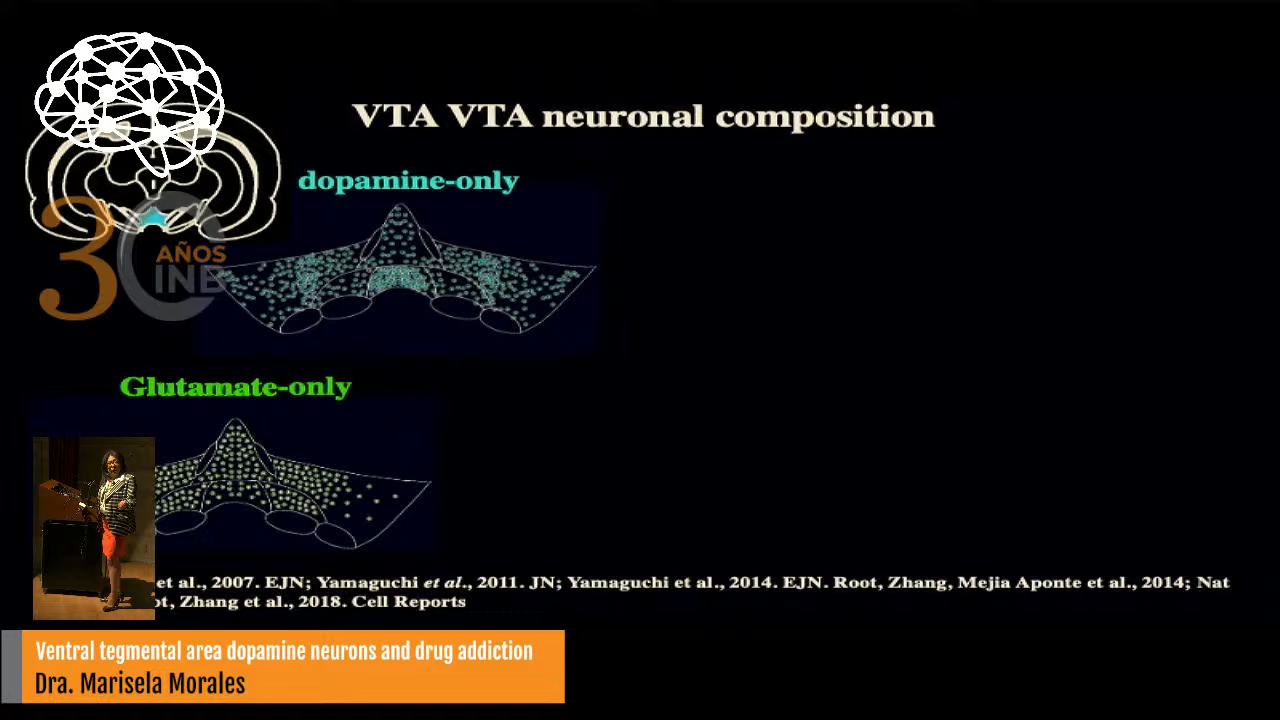 VTA VTA neuronal composition
dopamine-only
30
AÑOS
INB
Glutamate-only
et al., 2007. EJN; Yamaguchi et al., 2011. JN; Yamaguchi et al., 2014. EJN. Root, Zhang, Mejia Aponte et al., 2014; Nat
Zhang et al., 2018. Cell Reports
Ventral tegmental area dopamine neurons and drug addiction
Dra. Marisela Morales